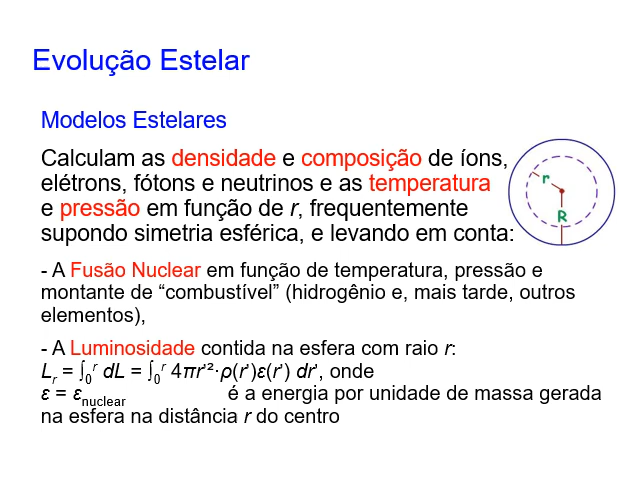 Evolução Estelar
Modelos Estelares
Calculam as densidade e composição de íons,
elétrons, fótons e neutrinos e as temperatura
e pressão em função de r, frequentemente
supondo simetria esférica, e levando em conta:
r
R
- A Fusão Nuclear em função de temperatura, pressão e
montante de “combustível” (hidrogênio e, mais tarde, outros
elementos),
- A Luminosidade contida na esfera com raio r:
Lᵣ = ∫₀ʳ dL = ∫₀ʳ 4πr’²·ρ(r’)ε(r’) dr’, onde
ε = ε_nuclear é a energia por unidade de massa gerada
na esfera na distância r do centro